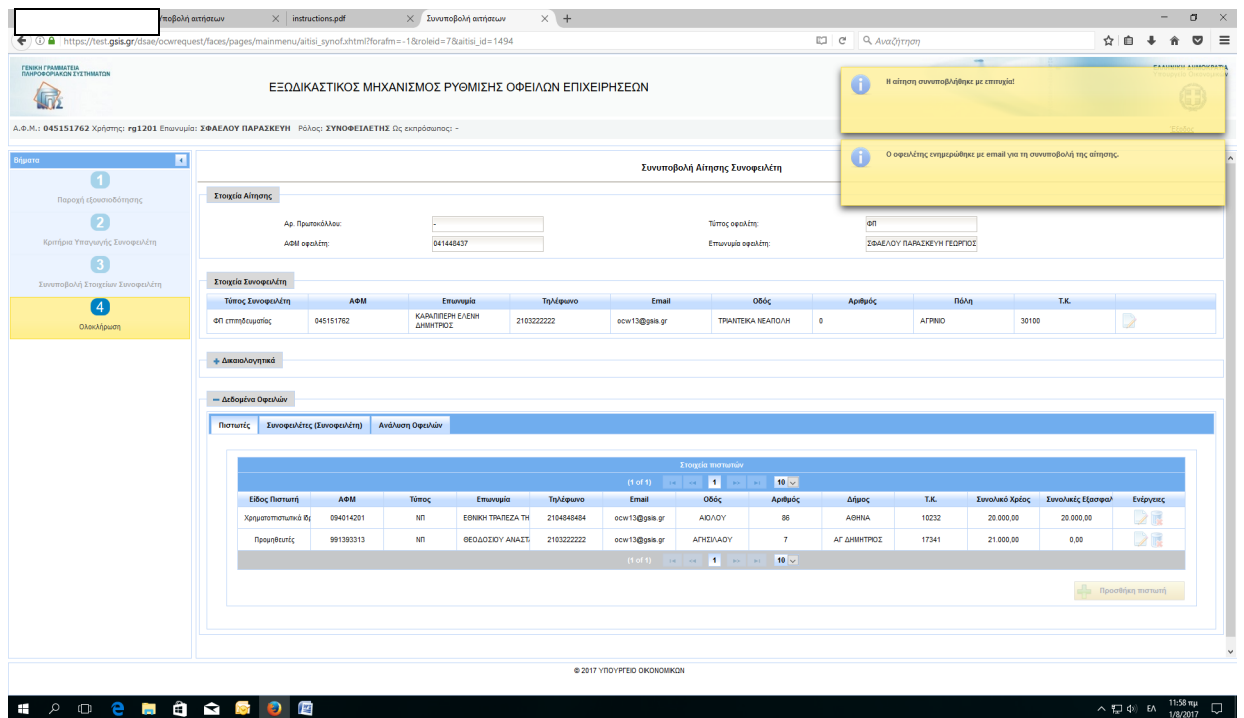 ποβολή αιτήσεων
instructions.pdf
Συνυποβολή αιτήσεων
https://test.gsis.gr/dsae/ocwrequest/faces/pages/mainmenu/aitisi_synof.xhtml?forafm=-1&roleid=7&aitisi_id=1494
Αναζήτηση
ΓΕΝΙΚΗ ΓΡΑΜΜΑΤΕΙΑ
ΠΛΗΡΟΦΟΡΙΑΚΩΝ ΣΥΣΤΗΜΑΤΩΝ
ΕΞΩΔΙΚΑΣΤΙΚΟΣ ΜΗΧΑΝΙΣΜΟΣ ΡΥΘΜΙΣΗΣ ΟΦΕΙΛΩΝ ΕΠΙΧΕΙΡΗΣΕΩΝ
Η αίτηση συνυποβλήθηκε με επιτυχία!
Α.Φ.Μ.: 045151762 Χρήστης: rg1201 Επωνυμία: ΣΦΑΕΛΟΥ ΠΑΡΑΣΚΕΥΗ Ρόλος: ΣΥΝΟΦΕΙΛΕΤΗΣ Ως εκπρόσωπος: -
Έξοδος
Ο οφειλέτης ενημερώθηκε με email για τη συνυποβολή της αίτησης.
Βήματα
1
Παροχή εξουσιοδότησης
2
Κριτήρια Υπαγωγής Συνοφειλέτη
3
Συνυποβολή Στοιχείων Συνοφειλέτη
4
Ολοκλήρωση
Συνυποβολή Αίτησης Συνοφειλέτη
Στοιχεία Αίτησης
Αρ. Πρωτοκόλλου: - Τύπος οφειλέτη: ΦΠ
ΑΦΜ οφειλέτη: 041448437 Επωνυμία οφειλέτη: ΣΦΑΕΛΟΥ ΠΑΡΑΣΚΕΥΗ ΓΕΩΡΓΙΟΣ
Στοιχεία Συνοφειλέτη
Τύπος Συνοφειλέτη ΑΦΜ Επωνυμία Τηλέφωνο Email Οδός Αριθμός Πόλη Τ.Κ.
ΦΠ επιτηδευματίας 045151762 ΚΑΡΑΠΙΠΕΡΗ ΕΛΕΝΗ ΔΗΜΗΤΡΙΟΣ 2103222222 ocw13@gsis.gr ΤΡΙΑΝΤΕΙΚΑ ΝΕΑΠΟΛΗ 0 ΑΓΡΙΝΙΟ 30100
Δικαιολογητικά
Δεδομένα Οφειλών
Πιστωτές Συνοφειλέτες (Συνοφειλέτη) Ανάλυση Οφειλών
Στοιχεία πιστωτών
(1 of 1) 1 10
Είδος Πιστωτή ΑΦΜ Τύπος Επωνυμία Τηλέφωνο Email Οδός Αριθμός Δήμος Τ.Κ. Συνολικό Χρέος Συνολικές Εξασφαλ Ενέργειες
Χρηματοπιστωτικά Ιδρ 094014201 ΝΠ ΕΘΝΙΚΗ ΤΡΑΠΕΖΑ ΤΗ 2104848484 ocw13@gsis.gr ΑΙΟΛΟΥ 86 ΑΘΗΝΑ 10232 20.000,00 20.000,00
Προμηθευτές 991393313 ΝΠ ΘΕΟΔΟΣΙΟΥ ΑΝΑΣΤ 2103222222 ocw13@gsis.gr ΑΓΗΣΙΛΑΟΥ 7 ΑΓ ΔΗΜΗΤΡΙΟΣ 17341 21.000,00 0,00
(1 of 1) 1 10
Προσθήκη πιστωτή
© 2017 ΥΠΟΥΡΓΕΙΟ ΟΙΚΟΝΟΜΙΚΩΝ
ΕΛ
11:58 πμ
1/8/2017